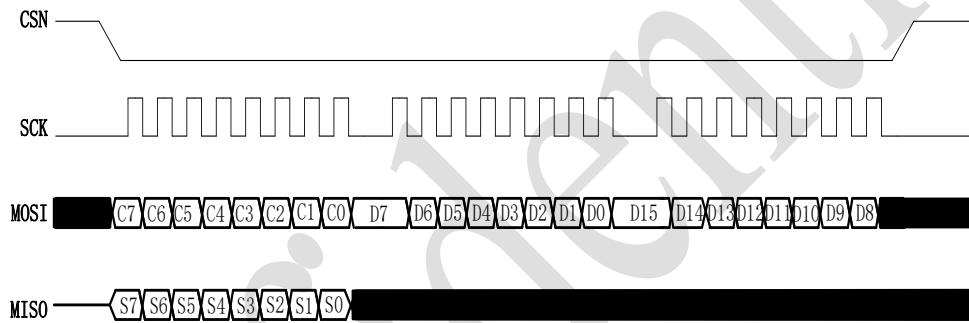 CSN
SCK
MOSI C7 C6 C5 C4 C3 C2 C1 C0 D7 D6 D5 D4 D3 D2 D1 D0 D15 D14 D13 D12 D11 D10 D9 D8
MISO S7 S6 S5 S4 S3 S2 S1 S0